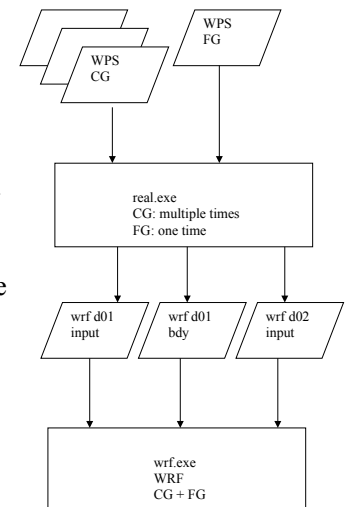 WPS
CG
WPS
FG
real.exe
CG: multiple times
FG: one time
e
wrf d01
input
wrf d01
bdy
wrf d02
input
wrf.exe
WRF
CG + FG